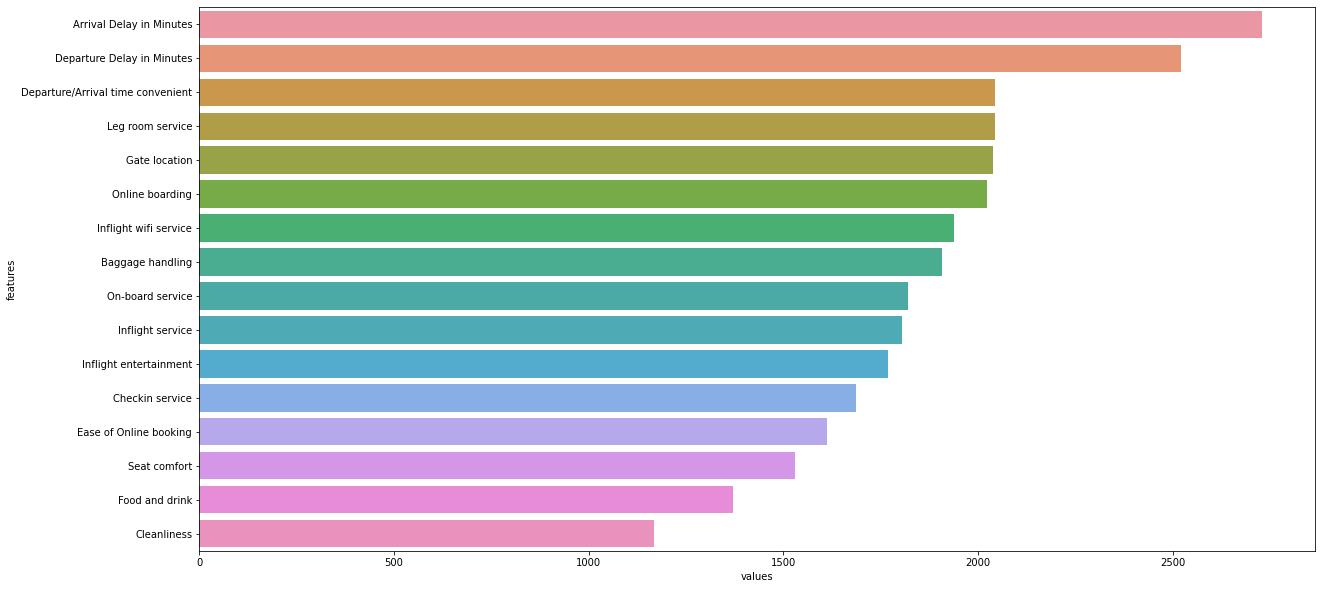 Arrival Delay in Minutes
Departure Delay in Minutes
Departure/Arrival time convenient
Leg room service
Gate location
Online boarding
Inflight wifi service
Baggage handling
On-board service
Inflight service
Inflight entertainment
Checkin service
Ease of Online booking
Seat comfort
Food and drink
Cleanliness
features
0 500 1000 1500 2000 2500
values